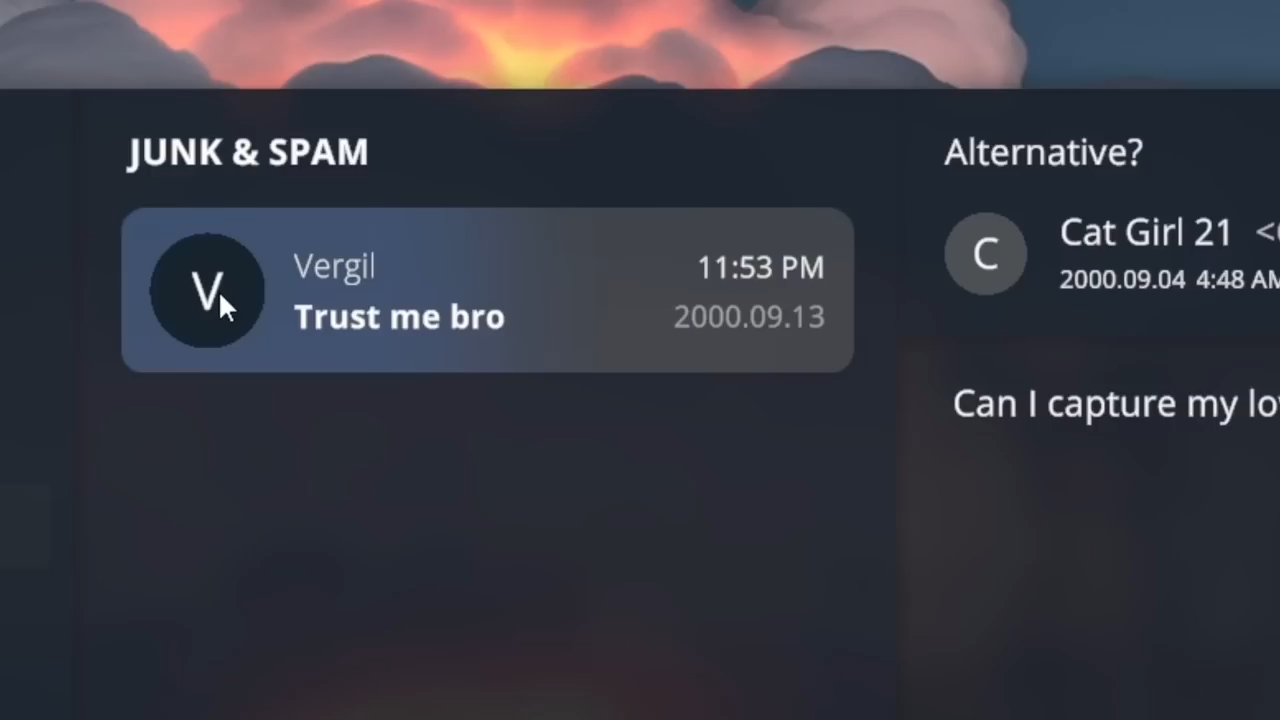 JUNK & SPAM
V
Vergil
11:53 PM
Trust me bro
2000.09.13
Alternative?
C
Cat Girl 21
2000.09.04 4:48 AM
Can I capture my